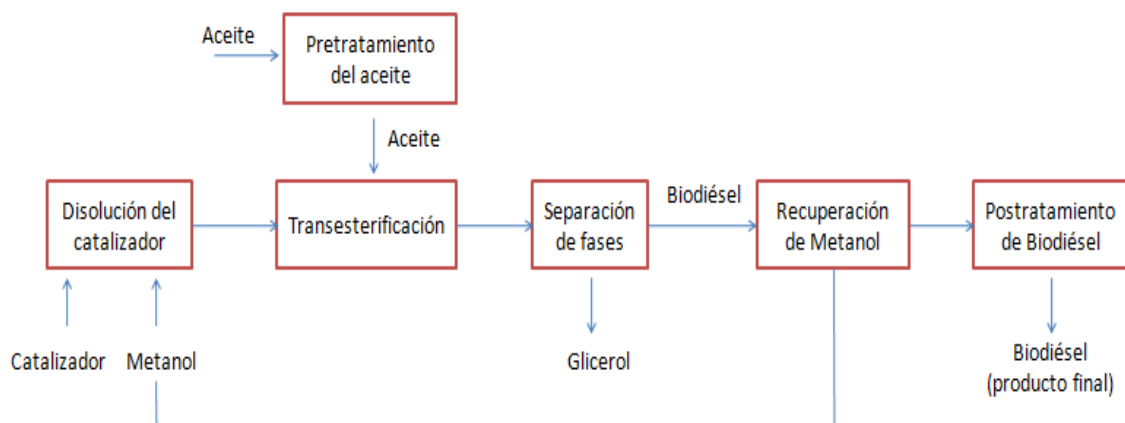 Aceite
Pretratamiento
del aceite
Aceite
Disolución del
catalizador
Transesterificación
Separación
de fases
Biodiésel
Recuperación
de Metanol
Postratamiento
de Biodiésel
Catalizador
Metanol
Glicerol
Biodiésel
(producto final)